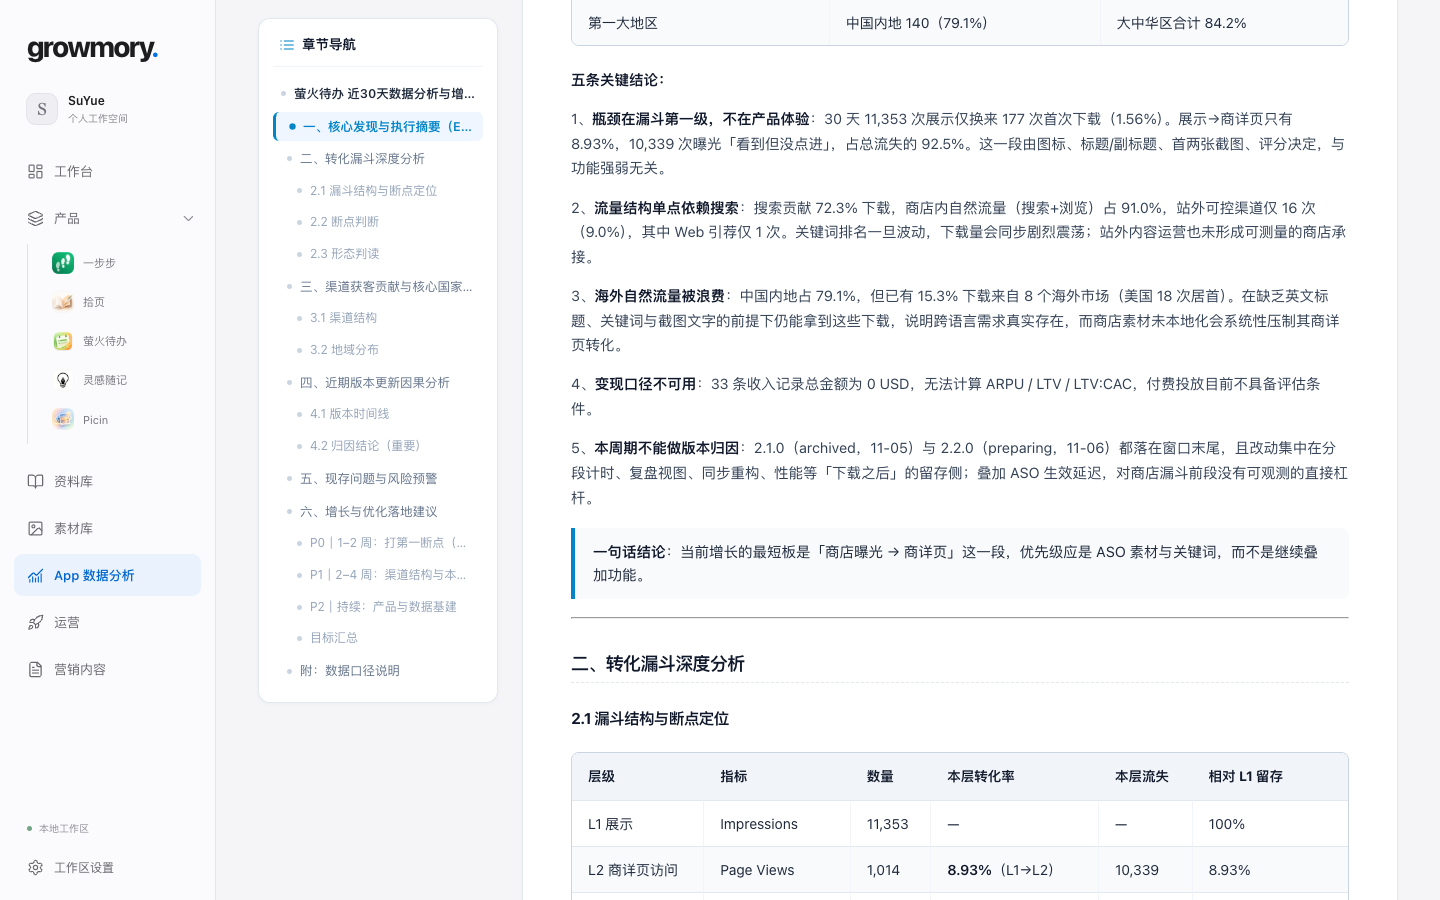 growmory.
S
SuYue
个人工作空间
工作台
产品
一步步
拾页
萤火待办
灵感随记
Picin
资料库
素材库
App 数据分析
运营
营销内容
本地工作区
工作区设置
章节导航
萤火待办 近30天数据分析与增...
一、核心发现与执行摘要（E...
二、转化漏斗深度分析
2.1 漏斗结构与断点定位
2.2 断点判断
2.3 形态判读
三、渠道获客贡献与核心国家...
3.1 渠道结构
3.2 地域分布
四、近期版本更新因果分析
4.1 版本时间线
4.2 归因结论（重要）
五、现存问题与风险预警
六、增长与优化落地建议
P0｜1–2 周：打第一断点（...
P1｜2–4 周：渠道结构与本...
P2｜持续：产品与数据基建
目标汇总
附：数据口径说明
第一大地区 中国内地 140（79.1%） 大中华区合计 84.2%
五条关键结论：
1、瓶颈在漏斗第一级，不在产品体验：30 天 11,353 次展示仅换来 177 次首次下载（1.56%）。展示→商详页只有
8.93%，10,339 次曝光「看到但没点进」，占总流失的 92.5%。这一段由图标、标题/副标题、首两张截图、评分决定，与
功能强弱无关。
2、流量结构单点依赖搜索：搜索贡献 72.3% 下载，商店内自然流量（搜索+浏览）占 91.0%，站外可控渠道仅 16 次
（9.0%），其中 Web 引荐仅 1 次。关键词排名一旦波动，下载量会同步剧烈震荡；站外内容运营也未形成可测量的商店承
接。
3、海外自然流量被浪费：中国内地占 79.1%，但已有 15.3% 下载来自 8 个海外市场（美国 18 次居首）。在缺乏英文标
题、关键词与截图文字的前提下仍能拿到这些下载，说明跨语言需求真实存在，而商店素材未本地化会系统性压制其商详
页转化。
4、变现口径不可用：33 条收入记录总金额为 0 USD，无法计算 ARPU / LTV / LTV:CAC，付费投放目前不具备评估条
件。
5、本周期不能做版本归因：2.1.0（archived，11-05）与 2.2.0（preparing，11-06）都落在窗口末尾，且改动集中在分
段计时、复盘视图、同步重构、性能等「下载之后」的留存侧；叠加 ASO 生效延迟，对商店漏斗前段没有可观测的直接杠
杆。
一句话结论：当前增长的最短板是「商店曝光 → 商详页」这一段，优先级应是 ASO 素材与关键词，而不是继续叠
加功能。
二、转化漏斗深度分析
2.1 漏斗结构与断点定位
层级 指标 数量 本层转化率 本层流失 相对 L1 留存
L1 展示 Impressions 11,353 — — 100%
L2 商详页访问 Page Views 1,014 8.93%（L1→L2） 10,339 8.93%